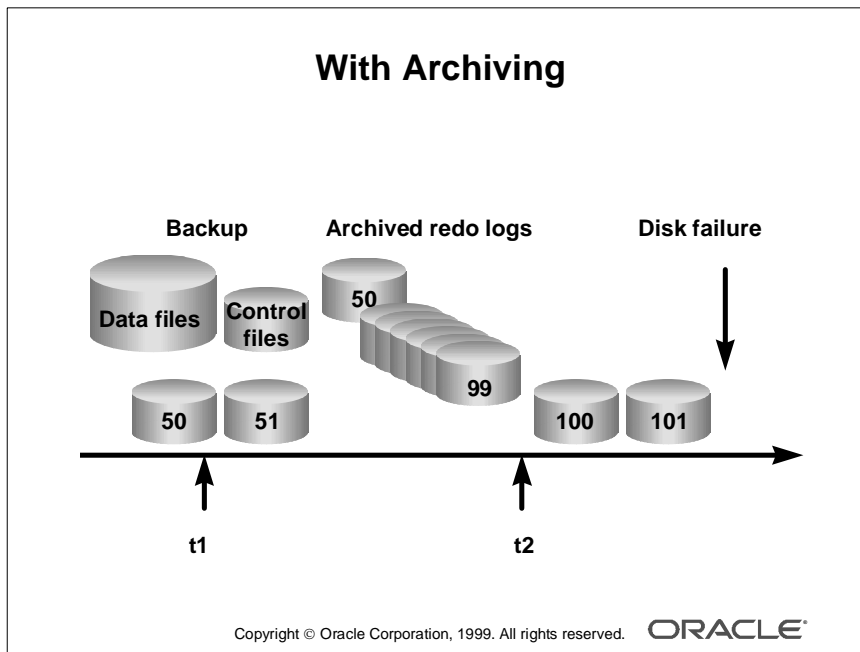 With Archiving
Backup
Archived redo logs
Disk failure
Data files
Control
files
50
99
50
51
100
101
t1
t2
Copyright © Oracle Corporation, 1999. All rights reserved.
ORACLE®